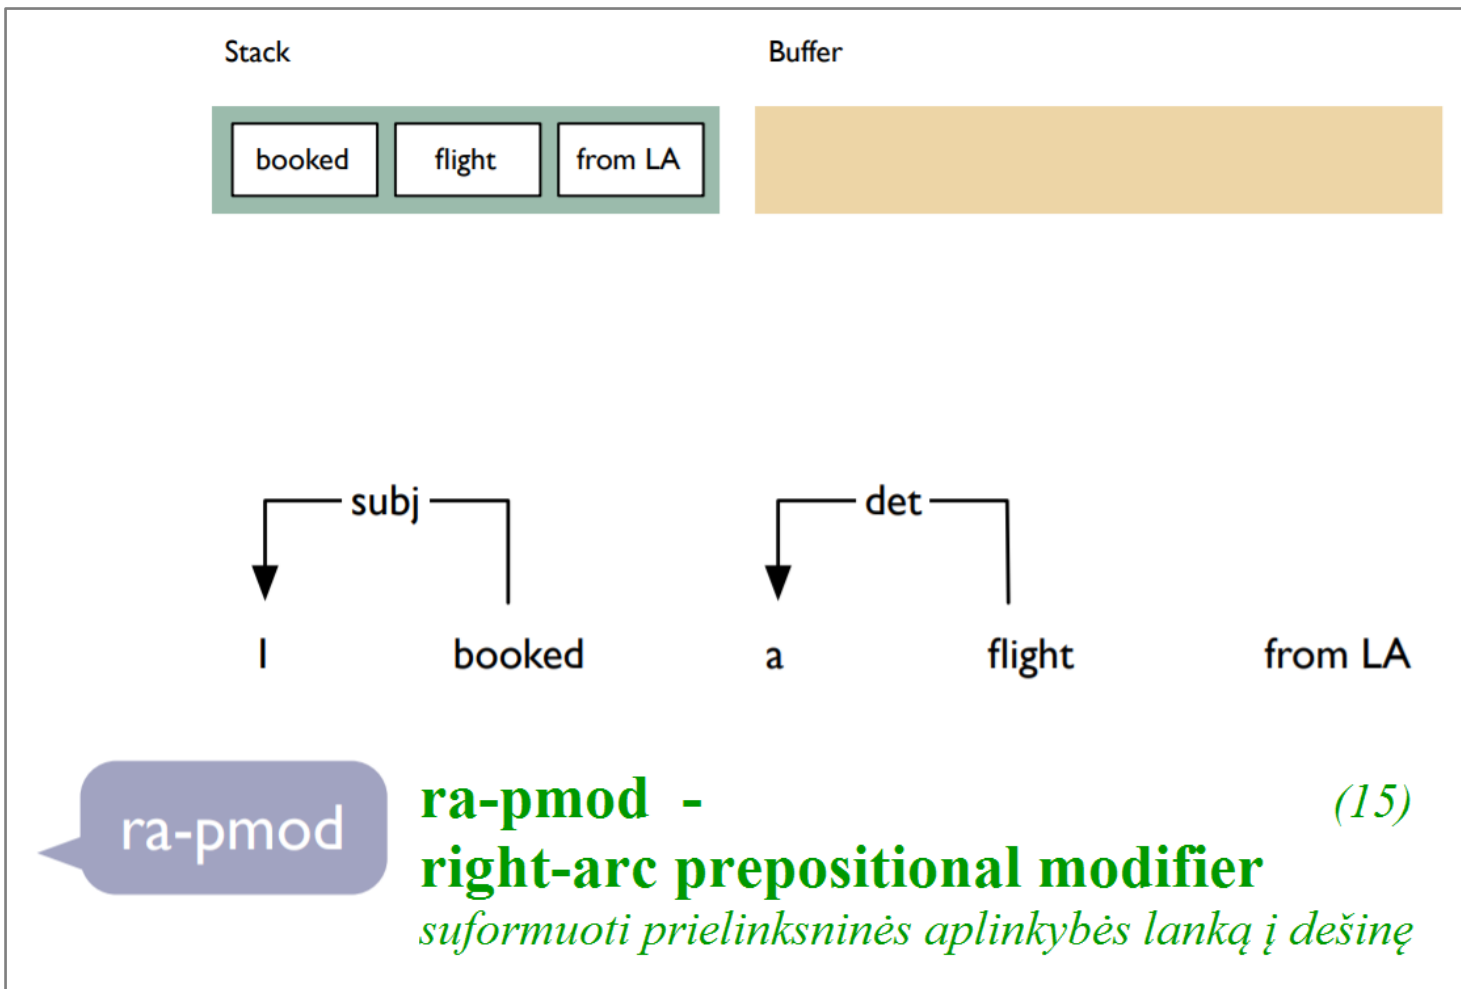 Stack Buffer
booked flight from LA
subj det
I booked a flight from LA
ra-pmod
ra-pmod - (15)
right-arc prepositional modifier
suformuoti prielinksninės aplinkybės lanką į dešinę